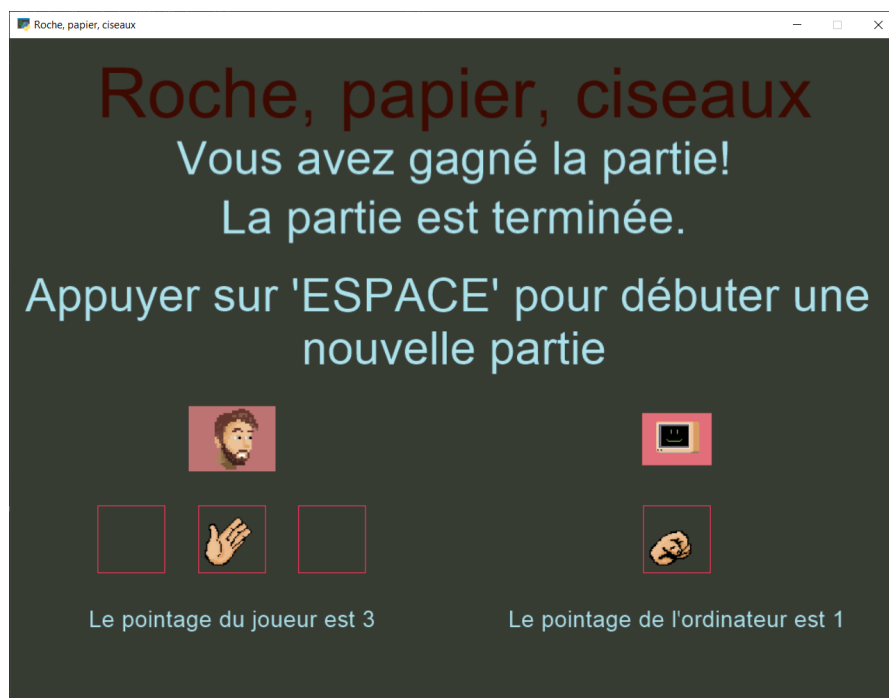 Roche, papier, ciseaux
Roche, papier, ciseaux
Vous avez gagné la partie!
La partie est terminée.
Appuyer sur 'ESPACE' pour débuter une
nouvelle partie
Le pointage du joueur est 3
Le pointage de l'ordinateur est 1